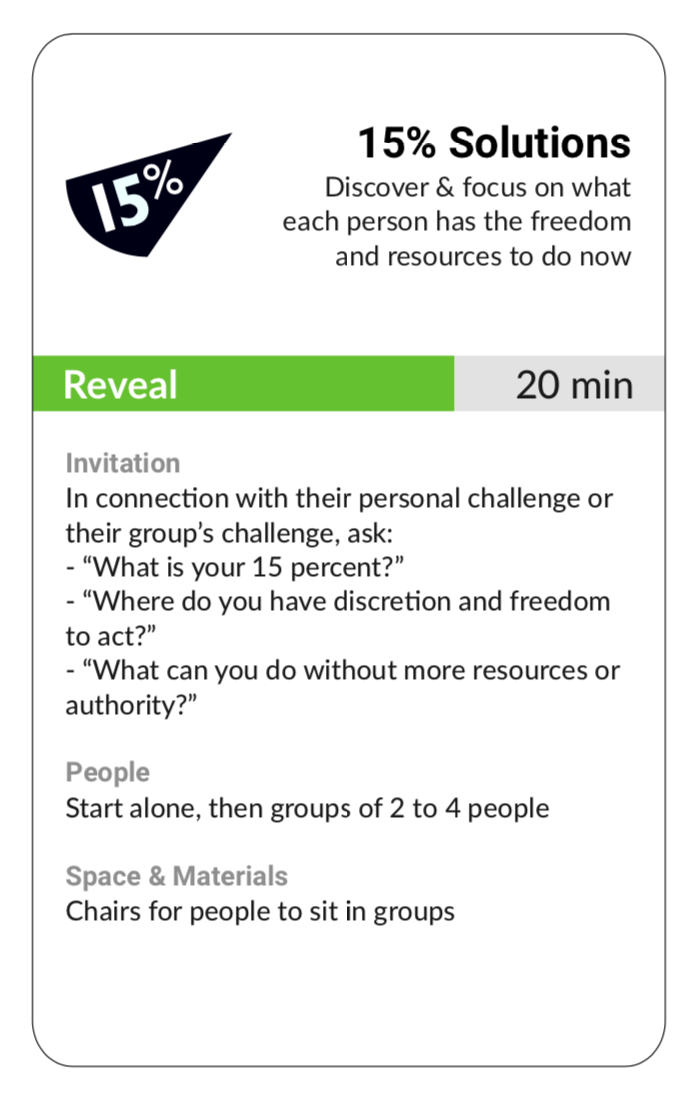 15%
15% Solutions
Discover & focus on what
each person has the freedom
and resources to do now
Reveal
20 min
Invitation
In connection with their personal challenge or
their group’s challenge, ask:
- “What is your 15 percent?”
- “Where do you have discretion and freedom
to act?”
- “What can you do without more resources or
authority?”
People
Start alone, then groups of 2 to 4 people
Space & Materials
Chairs for people to sit in groups